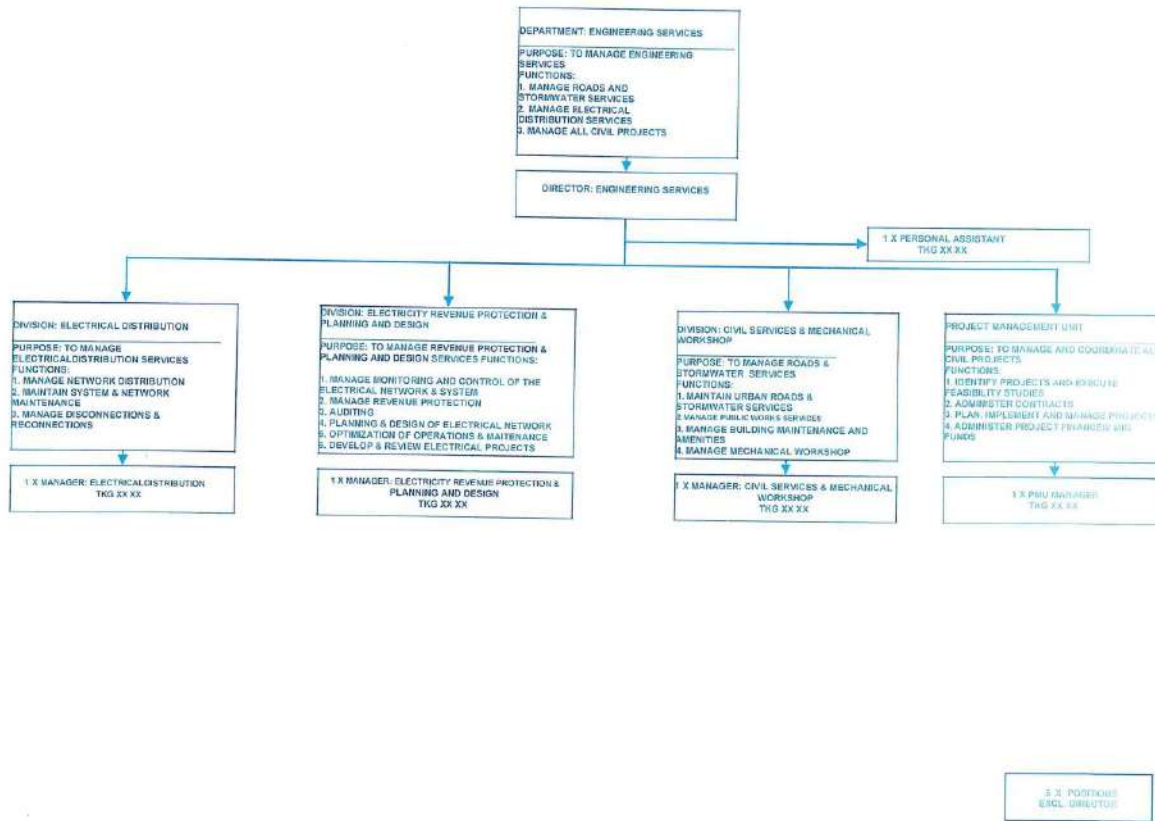 DEPARTMENT: ENGINEERING SERVICES
PURPOSE: TO MANAGE ENGINEERING
SERVICES
FUNCTIONS:
1. MANAGE ROADS AND
STORMWATER SERVICES
2. MANAGE ELECTRICAL
DISTRIBUTION SERVICES
3. MANAGE ALL CIVIL PROJECTS
DIRECTOR: ENGINEERING SERVICES
1 X PERSONAL ASSISTANT
TKG XX XX
DIVISION: ELECTRICAL DISTRIBUTION
PURPOSE: TO MANAGE
ELECTRICALDISTRIBUTION SERVICES
FUNCTIONS:
1. MANAGE NETWORK DISTRIBUTION
2. MAINTAIN SYSTEM & NETWORK
MAINTENANCE
3. MANAGE DISCONNECTIONS &
RECONNECTIONS
1 X MANAGER: ELECTRICALDISTRIBUTION
TKG XX XX
DIVISION: ELECTRICITY REVENUE PROTECTION &
PLANNING AND DESIGN
PURPOSE: TO MANAGE REVENUE PROTECTION &
PLANNING AND DESIGN SERVICES FUNCTIONS:
1. MANAGE MONITORING AND CONTROL OF THE
ELECTRICAL NETWORK & SYSTEM
2. MANAGE REVENUE PROTECTION
3. AUDITING
4. PLANNING & DESIGN OF ELECTRICAL NETWORK
5. OPTIMIZATION OF OPERATIONS & MAITENANCE
6. DEVELOP & REVIEW ELECTRICAL PROJECTS
1 X MANAGER: ELECTRICITY REVENUE PROTECTION &
PLANNING AND DESIGN
TKG XX XX
DIVISION: CIVIL SERVICES & MECHANICAL
WORKSHOP
PURPOSE: TO MANAGE ROADS &
STORMWATER SERVICES
FUNCTIONS:
1. MAINTAIN URBAN ROADS &
STORMWATER SERVICES
2 MANAGE PUBLIC WORKS SERVICES
3. MANAGE BUILDING MAINTENANCE AND
AMENITIES
4. MANAGE MECHANICAL WORKSHOP
1 X MANAGER: CIVIL SERVICES & MECHANICAL
WORKSHOP
TKG XX XX
PROJECT MANAGEMENT UNIT
PURPOSE: TO MANAGE AND COORDINATE
CIVIL PROJECTS
FUNCTIONS:
1. IDENTIFY PROJECTS AND EXECUTE
FEASIBILITY STUDIES
2. ADMINISTER CONTRACTS
3. PLAN, IMPLEMENT AND MANAGE PROJECTS
4. ADMINISTER PROJECT
FUNDS
1 X PMU MANAGER
TKG XX XX
5 X POSITIONS
EXCL. DIRECTOR